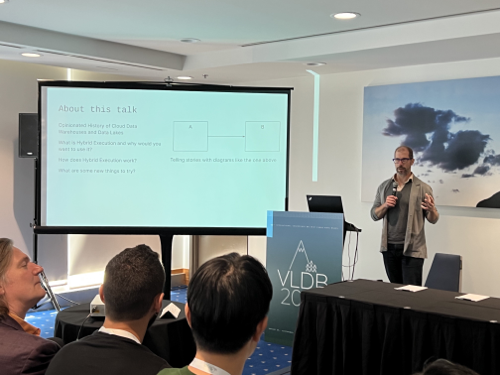 About this talk
Condensed History of Cloud Data
Warehouses and Data Lakes
What is Hybrid Execution and why would you
want to use it?
How does Hybrid Execution work?
What are some new things to try?
A
B
Talking stories with diagrams like the one above
VLDB
20